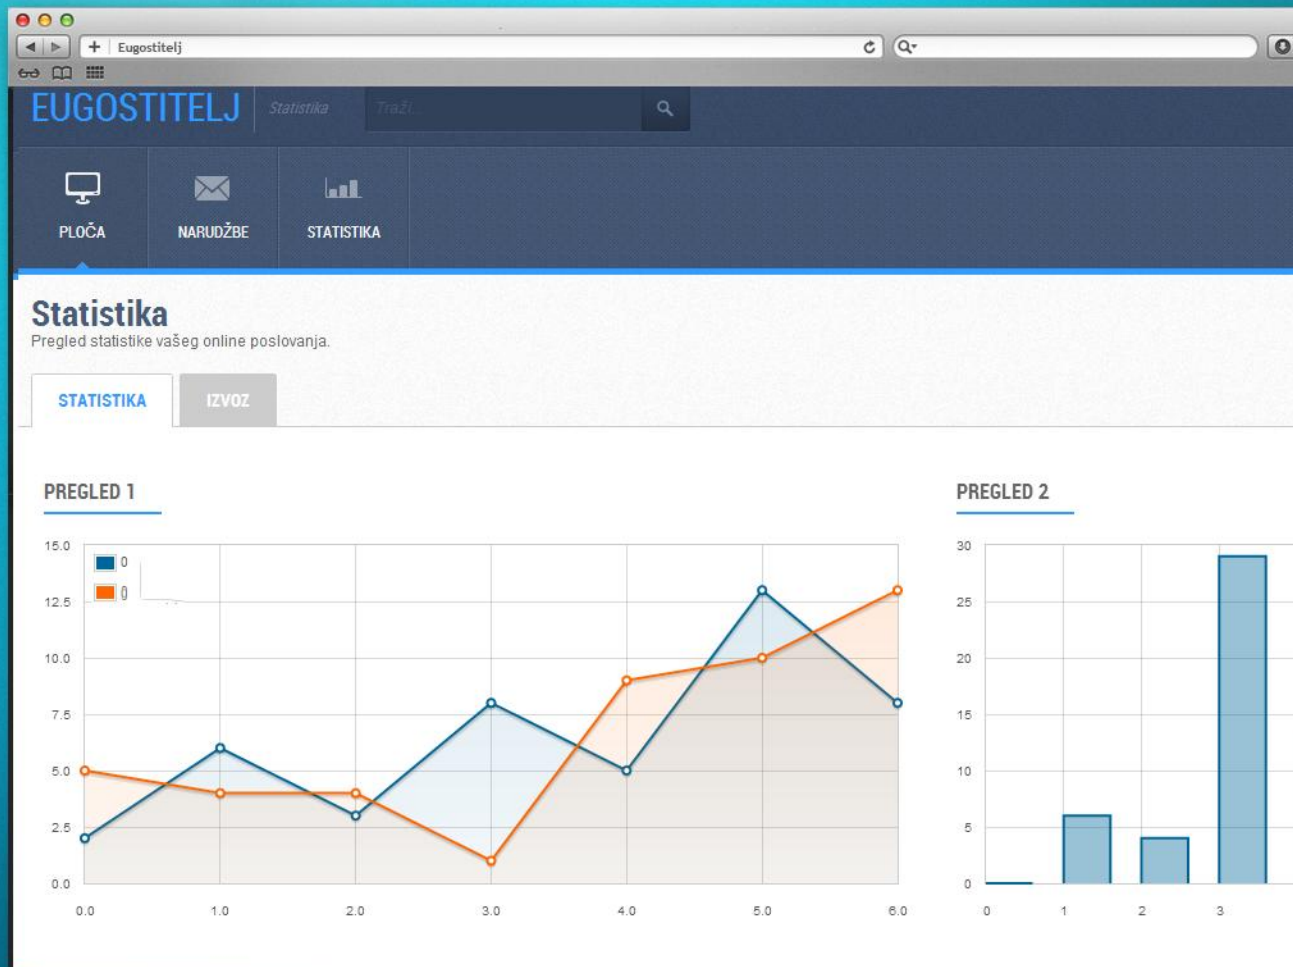 Eugostitelj
EUGOSTITELJ
Statistika
Traži...
PLOČA
NARUDŽBE
STATISTIKA
Statistika
Pregled statistike vašeg online poslovanja.
STATISTIKA
IZVOZ
PREGLED 1
15.0
12.5
10.0
7.5
5.0
2.5
0.0
0
0
0.0 1.0 2.0 3.0 4.0 5.0 6.0
PREGLED 2
30
25
20
15
10
5
0
0 1 2 3